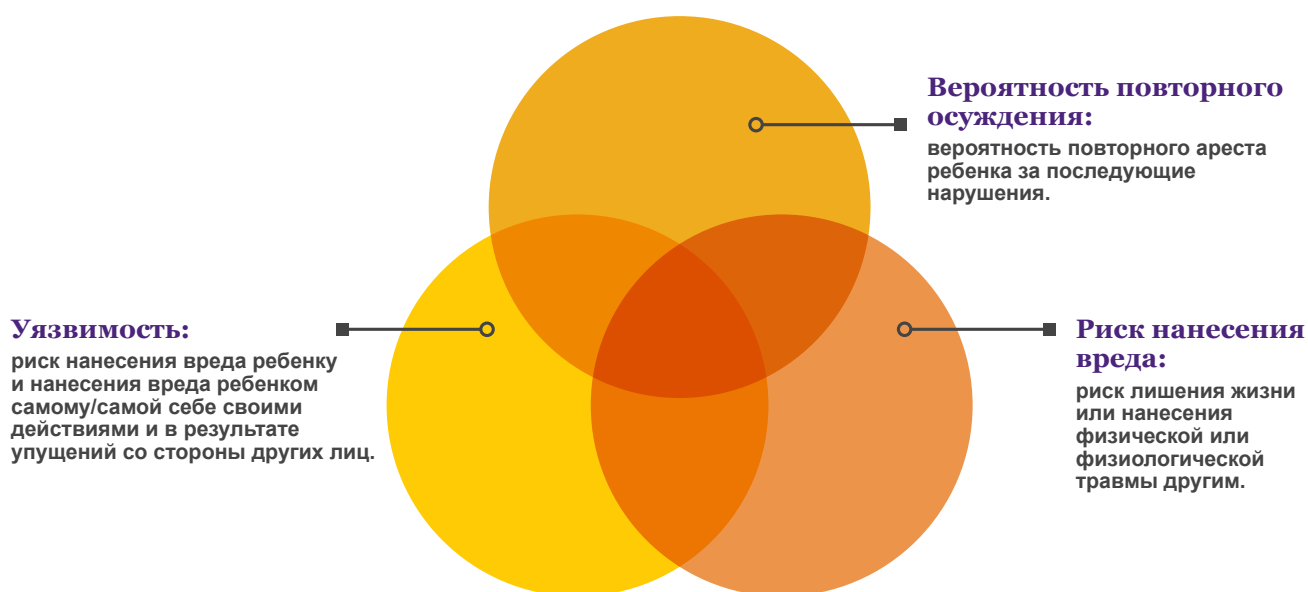 Вероятность повторного
осуждения:
вероятность повторного ареста
ребенка за последующие
нарушения.
Уязвимость:
риск нанесения вреда ребенку
и нанесения вреда ребенком
самому/самой себе своими
действиями и в результате
упущений со стороны других лиц.
Риск нанесения
вреда:
риск лишения жизни
или нанесения
физической или
физиологической
травмы другим.